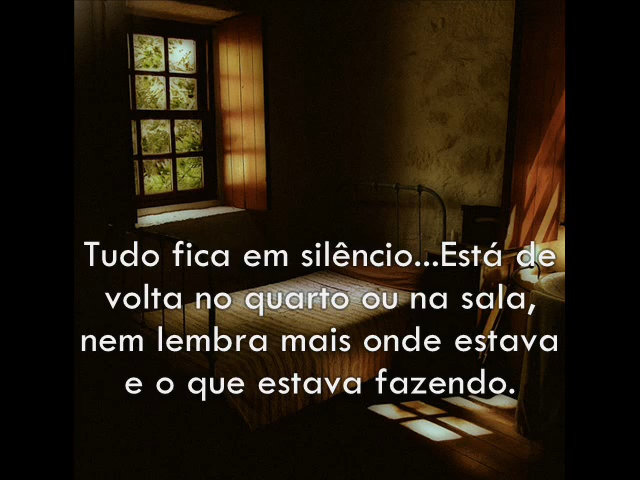 Tudo fica em silêncio...Está de
volta no quarto ou na sala,
nem lembra mais onde estava
e o que estava fazendo.